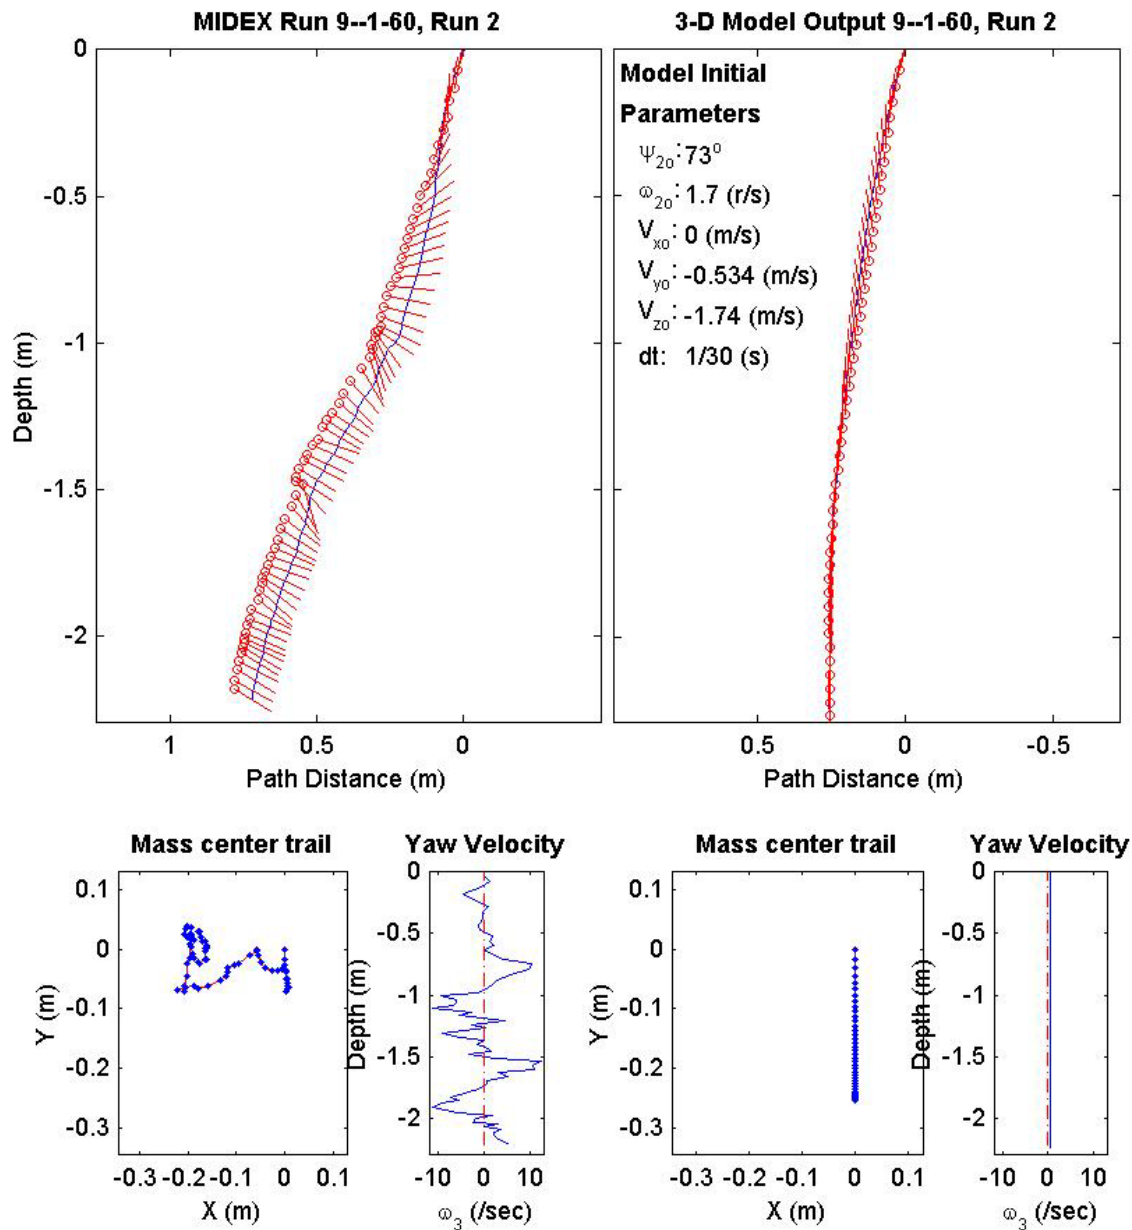 MIDEX Run 9--1-60, Run 2
3-D Model Output 9--1-60, Run 2
0
-0.5
-1
-1.5
-2
Depth (m)
1 0.5 0
Path Distance (m)
Model Initial
Parameters
Ψ2o: 73o
ω2o: 1.7 (r/s)
Vxo: 0 (m/s)
Vyo: -0.534 (m/s)
Vzo: -1.74 (m/s)
dt: 1/30 (s)
0.5 0 -0.5
Path Distance (m)
Mass center trail
0.1
0
-0.1
-0.2
-0.3
Y (m)
-0.3 -0.2 -0.1 0 0.1
X (m)
Yaw Velocity
0
-0.5
-1
-1.5
-2
Depth (m)
-10 0 10
ω3 (/sec)
Mass center trail
0.1
0
-0.1
-0.2
-0.3
Y (m)
-0.3 -0.2 -0.1 0 0.1
X (m)
Yaw Velocity
0
-0.5
-1
-1.5
-2
Depth (m)
-10 0 10
ω3 (/sec)